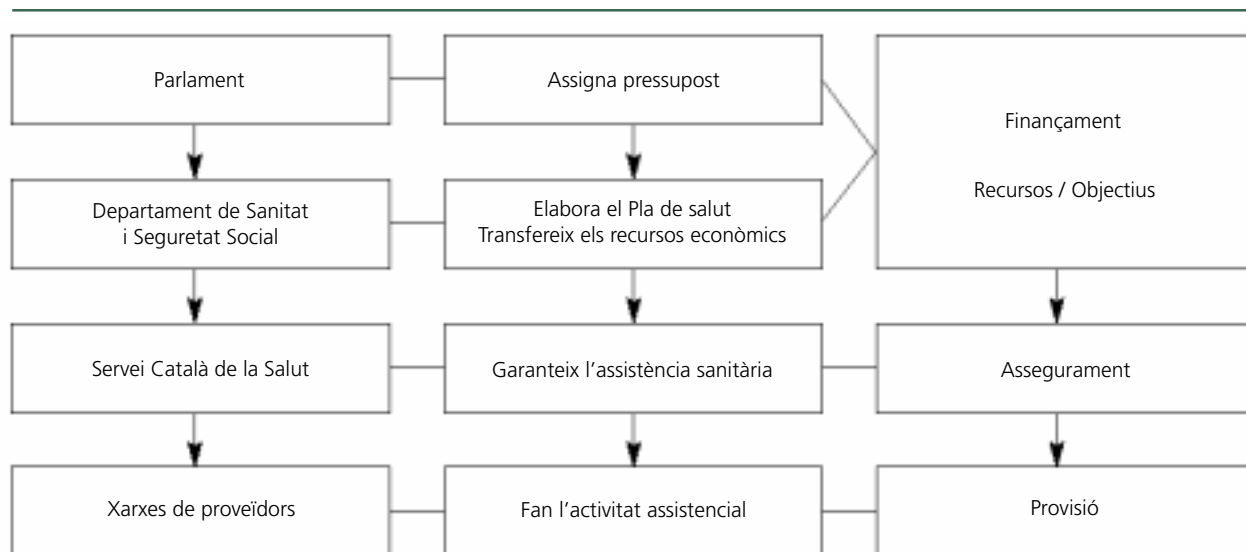 Parlament
Assigna pressupost
Finançament
Recursos / Objectius
Departament de Sanitat
i Seguretat Social
Elabora el Pla de salut
Transfereix els recursos econòmics
Servei Català de la Salut
Garanteix l’assistència sanitària
Assegurament
Xarxes de proveïdors
Fan l’activitat assistencial
Provisió